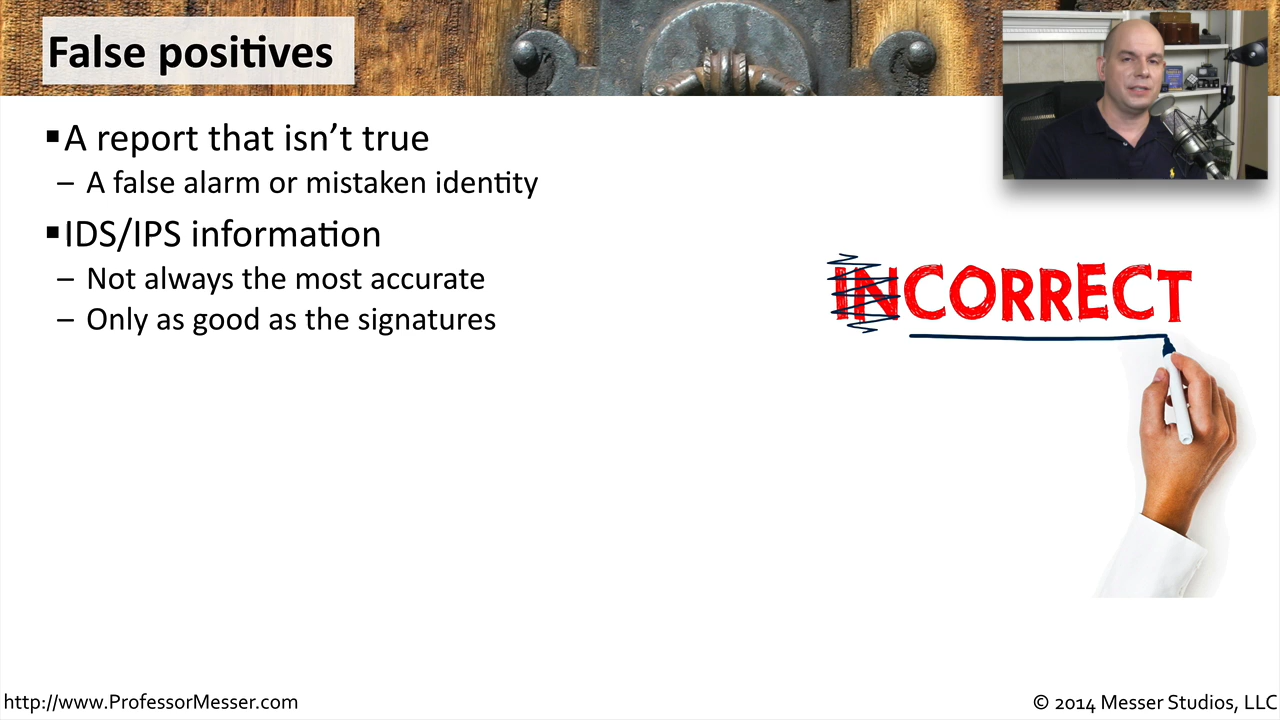 False positives
▪A report that isn't true
– A false alarm or mistaken identity
▪IDS/IPS information
– Not always the most accurate
– Only as good as the signatures
INCORRECT
http://www.ProfessorMesser.com
© 2014 Messer Studios, LLC